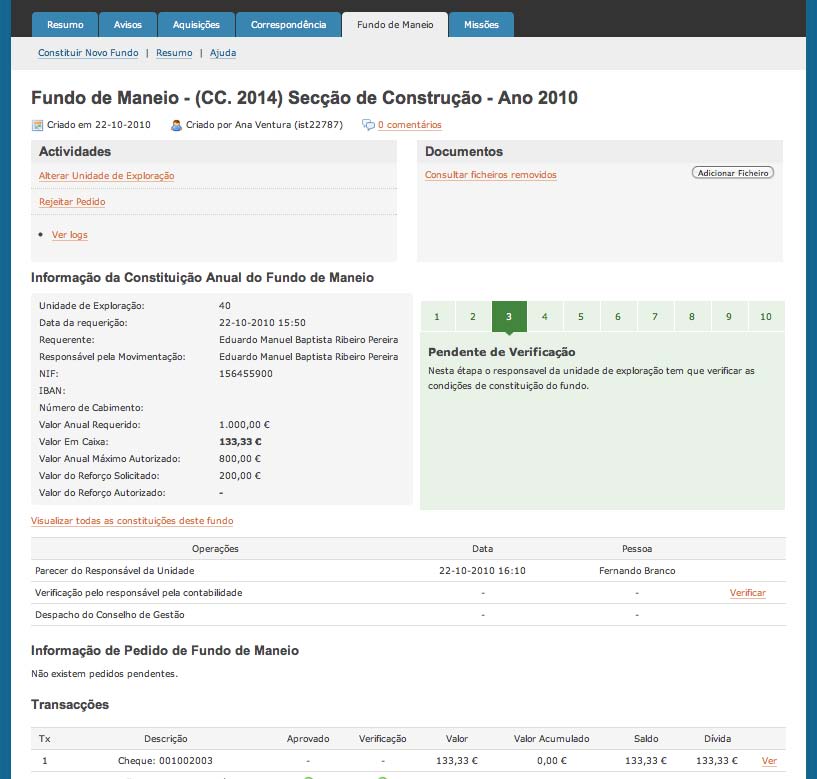 Resumo Avisos Aquisições Correspondência Fundo de Maneio Missões
Constituir Novo Fundo | Resumo | Ajuda
Fundo de Maneio - (CC. 2014) Secção de Construção - Ano 2010
Criado em 22-10-2010 Criado por Ana Ventura (ist22787) 0 comentários
Actividades
Alterar Unidade de Exploração
Rejeitar Pedido
• Ver logs
Documentos
Consultar ficheiros removidos Adicionar Ficheiro
Informação da Constituição Anual do Fundo de Maneio
Unidade de Exploração: 40
Data da requerição: 22-10-2010 15:50
Requerente: Eduardo Manuel Baptista Ribeiro Pereira
Responsável pela Movimentação: Eduardo Manuel Baptista Ribeiro Pereira
NIF: 156455900
IBAN:
Número de Cabimento:
Valor Anual Requerido: 1.000,00 €
Valor Em Caixa: 133,33 €
Valor Anual Máximo Autorizado: 800,00 €
Valor do Reforço Solicitado: 200,00 €
Valor do Reforço Autorizado: -
1 2 3 4 5 6 7 8 9 10
Pendente de Verificação
Nesta étapa o responsavel da unidade de exploração tem que verificar as
condições de constituição do fundo.
Visualizar todas as constituições deste fundo
Operações Data Pessoa
Parecer do Responsável da Unidade 22-10-2010 16:10 Fernando Branco
Verificação pelo responsável pela contabilidade - - Verificar
Despacho do Conselho de Gestão - -
Informação de Pedido de Fundo de Maneio
Não existem pedidos pendentes.
Transacções
Tx Descrição Aprovado Verificação Valor Valor Acumulado Saldo Dívida
1 Cheque: 001002003 - - 133,33 € 0,00 € 133,33 € 133,33 € Ver